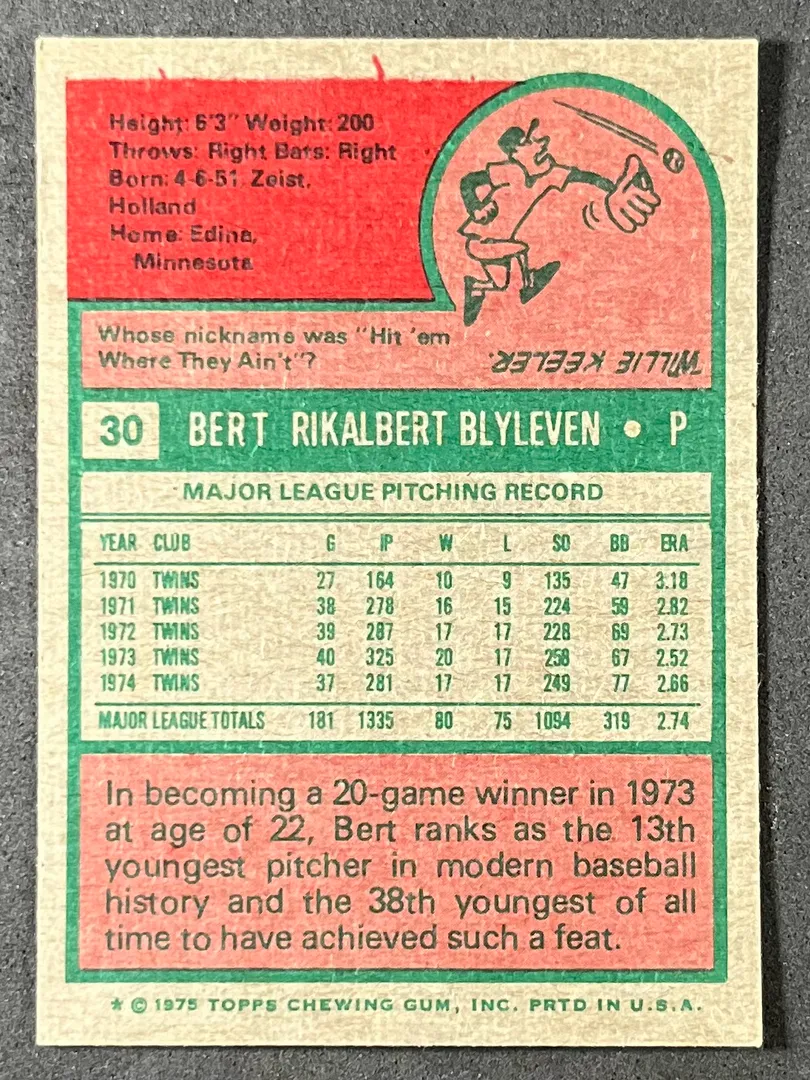 Height: 6'3" Weight: 200
Throws: Right Bats: Right
Born: 4-6-51 Zeist,
Holland
Home: Edina,
Minnesota
Whose nickname was "Hit 'em
Where They Ain't"?
WILLIE KEELER.
30 BERT RIKALBERT BLYLEVEN • P
MAJOR LEAGUE PITCHING RECORD
YEAR CLUB G IP W L SO BB ERA
1970 TWINS 27 164 10 9 135 47 3.18
1971 TWINS 38 278 16 15 224 59 2.82
1972 TWINS 39 287 17 17 228 69 2.73
1973 TWINS 40 325 20 17 258 67 2.52
1974 TWINS 37 281 17 17 249 77 2.66
MAJOR LEAGUE TOTALS 181 1335 80 75 1094 319 2.74
In becoming a 20-game winner in 1973
at age of 22, Bert ranks as the 13th
youngest pitcher in modern baseball
history and the 38th youngest of all
time to have achieved such a feat.
* © 1975 TOPPS CHEWING GUM, INC. PRTD IN U.S.A.